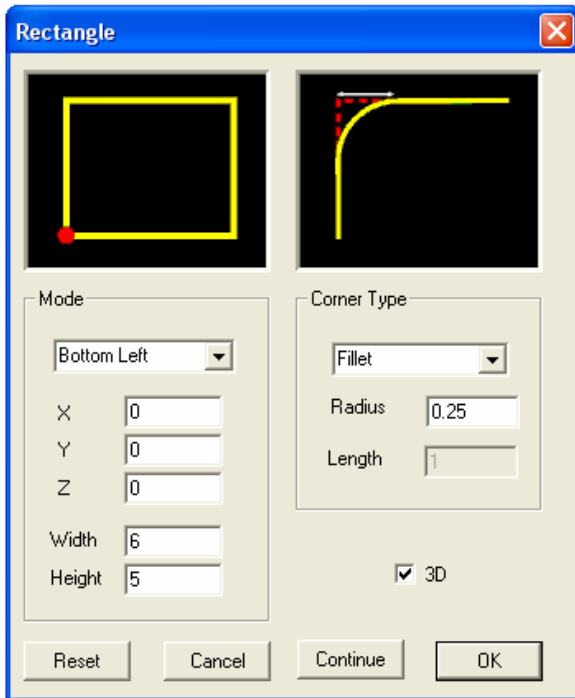 Rectangle
Mode
Bottom Left
X 0
Y 0
Z 0
Width 6
Height 5
Corner Type
Fillet
Radius 0.25
Length 1
3D
Reset Cancel Continue OK